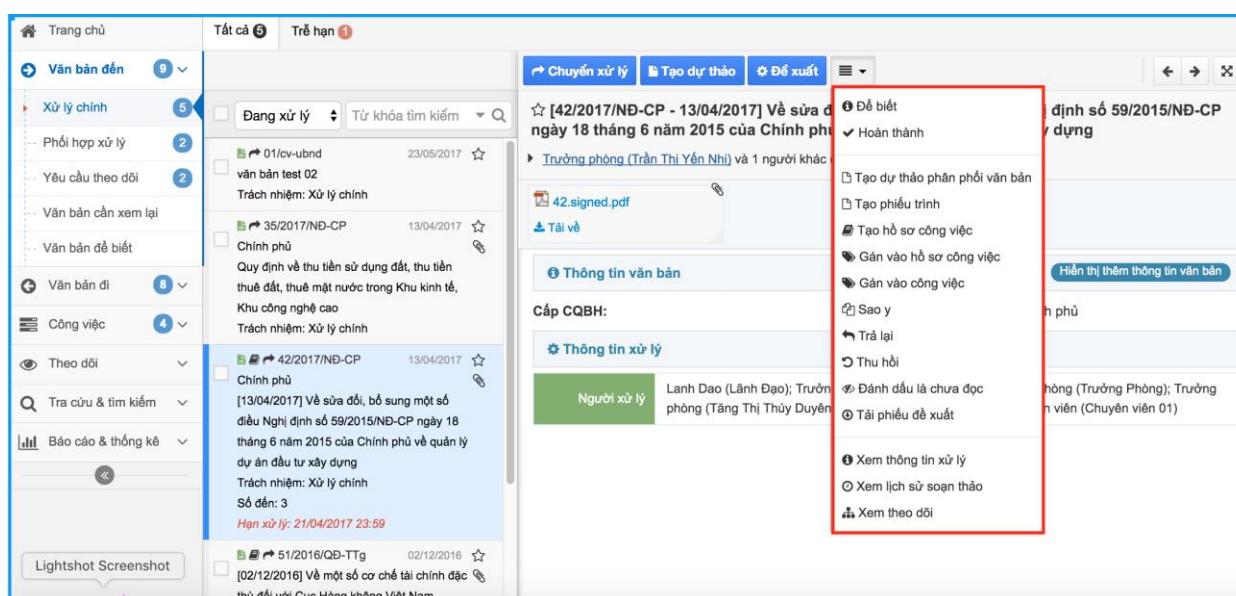 Trang chủ
Văn bản đến 9
Xử lý chính 5
Phối hợp xử lý 2
Yêu cầu theo dõi 2
Văn bản cần xem lại
Văn bản để biết
Văn bản đi 8
Công việc 4
Theo dõi
Tra cứu & tìm kiếm
Báo cáo & thống kê
Lightshot Screenshot
Tất cả 5 Trễ hạn 1
Đang xử lý Từ khóa tìm kiếm
01/cv-ubnd 23/05/2017
văn bản test 02
Trách nhiệm: Xử lý chính
35/2017/NĐ-CP 13/04/2017
Chính phủ
Quy định về thu tiền sử dụng đất, thu tiền
thuê đất, thuê mặt nước trong Khu kinh tế,
Khu công nghệ cao
Trách nhiệm: Xử lý chính
42/2017/NĐ-CP 13/04/2017
Chính phủ
[13/04/2017] Về sửa đổi, bổ sung một số
điều Nghị định số 59/2015/NĐ-CP ngày 18
tháng 6 năm 2015 của Chính phủ về quản lý
dự án đầu tư xây dựng
Trách nhiệm: Xử lý chính
Số đến: 3
Hạn xử lý: 21/04/2017 23:59
51/2016/QĐ-TTg 02/12/2016
[02/12/2016] Về một số cơ chế tài chính đặc
thù đối với Cục Hàng không Việt Nam
Chuyển xử lý Tạo dự thảo Đề xuất
[42/2017/NĐ-CP - 13/04/2017] Về sửa đ ị định số 59/2015/NĐ-CP
ngày 18 tháng 6 năm 2015 của Chính ph y dựng
Trưởng phòng (Trần Thị Yến Nhi) và 1 người khác
42.signed.pdf
Tải về
Thông tin văn bản Hiển thị thêm thông tin văn bản
Cấp CQBH: h phủ
Thông tin xử lý
Người xử lý
Lanh Dao (Lãnh Đạo); Trưởn hòng (Trưởng Phòng); Trưởng
phòng (Tăng Thị Thúy Duyên n viên (Chuyên viên 01)
Để biết
Hoàn thành
Tạo dự thảo phân phối văn bản
Tạo phiếu trình
Tạo hồ sơ công việc
Gán vào hồ sơ công việc
Gán vào công việc
Sao y
Trả lại
Thu hồi
Đánh dấu là chưa đọc
Tải phiếu đề xuất
Xem thông tin xử lý
Xem lịch sử soạn thảo
Xem theo dõi